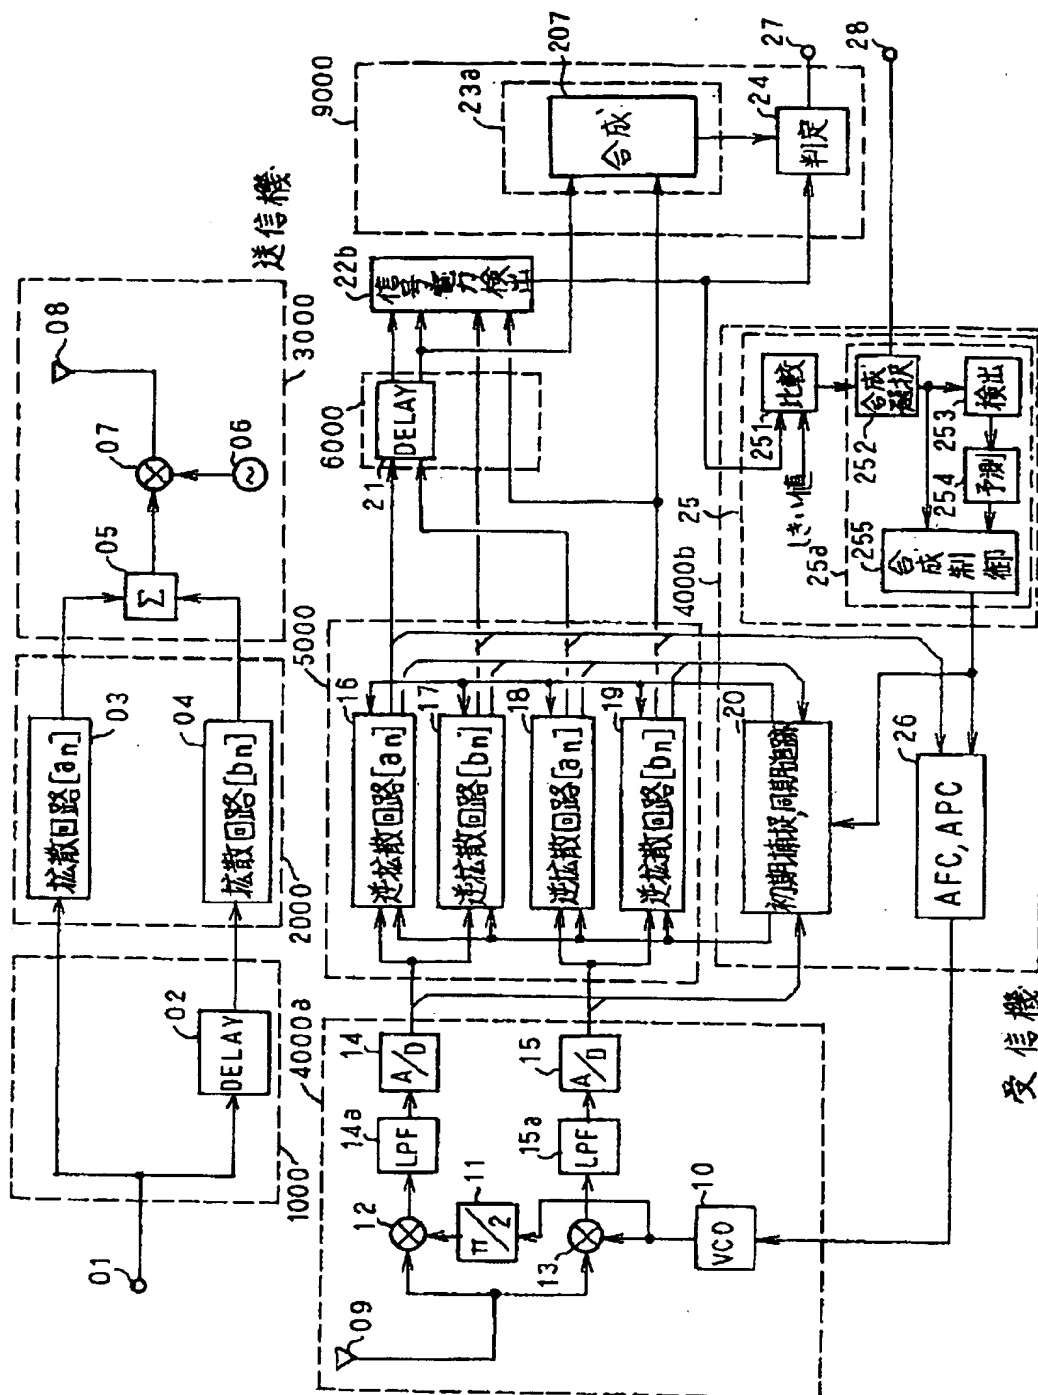 送信機
01
1000
02
DELAY
2000
03
拡散回路[an]
04
拡散回路[bn]
3000
05
Σ
06
~
07
08
受信機
4000a
09
10
VCO
11
π/2
12
13
14a
LPF
14
A/D
15a
LPF
15
A/D
5000
16
逆拡散回路[an]
17
逆拡散回路[bn]
18
逆拡散回路[an]
19
逆拡散回路[bn]
4000b
20
初期捕捉,同期追跡
26
AFC,APC
6000
21
DELAY
22b
信号電力検出
25
しきい値
251
比較
25a
252
合成選択
253
検出
254
予測
255
合成制御
9000
23a
207
合成
24
判定
27
28